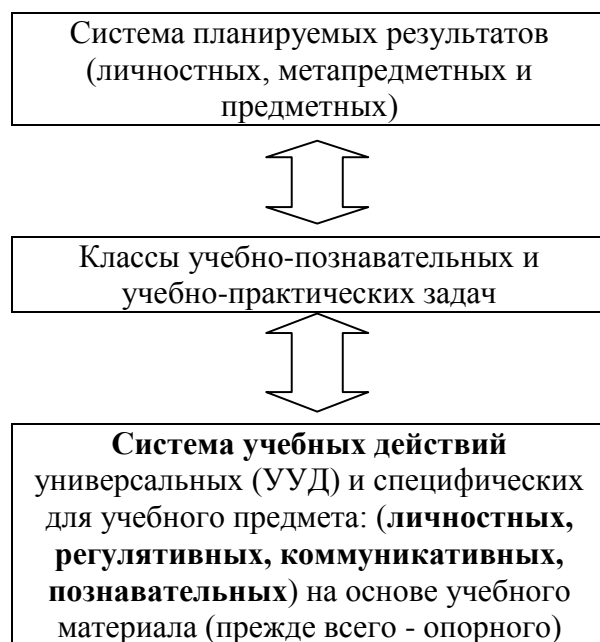 Система планируемых результатов
(личностных, метапредметных и
предметных)
Классы учебно-познавательных и
учебно-практических задач
Система учебных действий
универсальных (УУД) и специфических
для учебного предмета: (личностных,
регулятивных, коммуникативных,
познавательных) на основе учебного
материала (прежде всего - опорного)